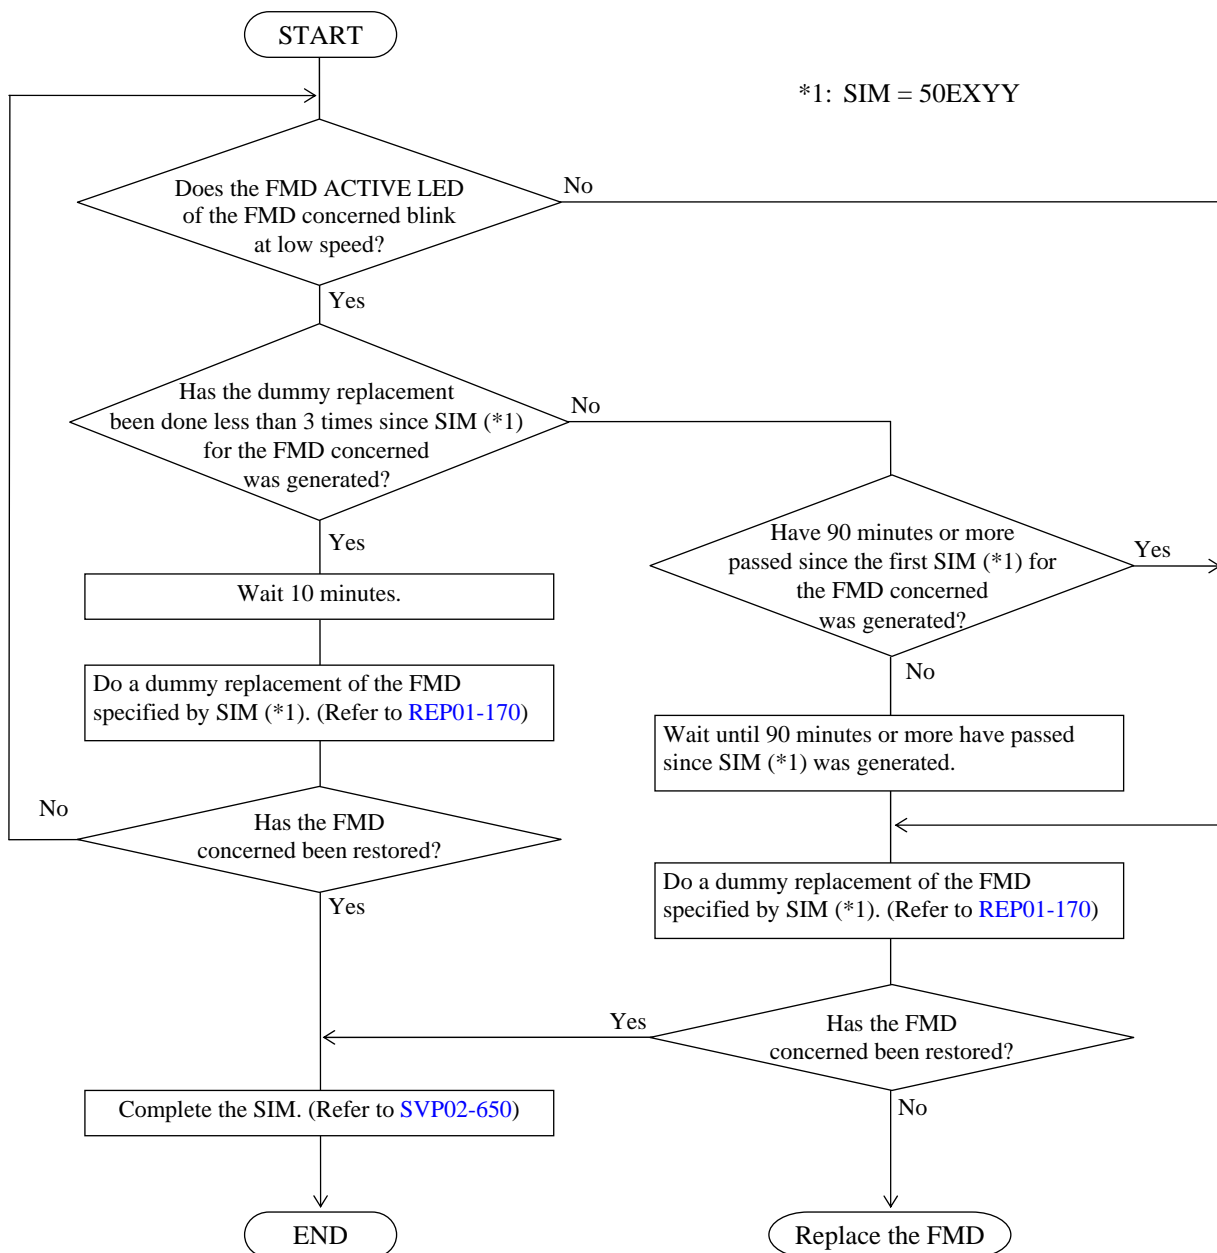 START
*1: SIM = 50EXYY
Does the FMD ACTIVE LED
of the FMD concerned blink
at low speed?
No
Yes
Has the dummy replacement
been done less than 3 times since SIM (*1)
for the FMD concerned
was generated?
No
Yes
Have 90 minutes or more
passed since the first SIM (*1) for
the FMD concerned
was generated?
Yes
No
Wait 10 minutes.
Do a dummy replacement of the FMD
specified by SIM (*1). (Refer to REP01-170)
Wait until 90 minutes or more have passed
since SIM (*1) was generated.
No
Has the FMD
concerned been restored?
Yes
Do a dummy replacement of the FMD
specified by SIM (*1). (Refer to REP01-170)
Yes
Has the FMD
concerned been restored?
No
Complete the SIM. (Refer to SVP02-650)
END
Replace the FMD